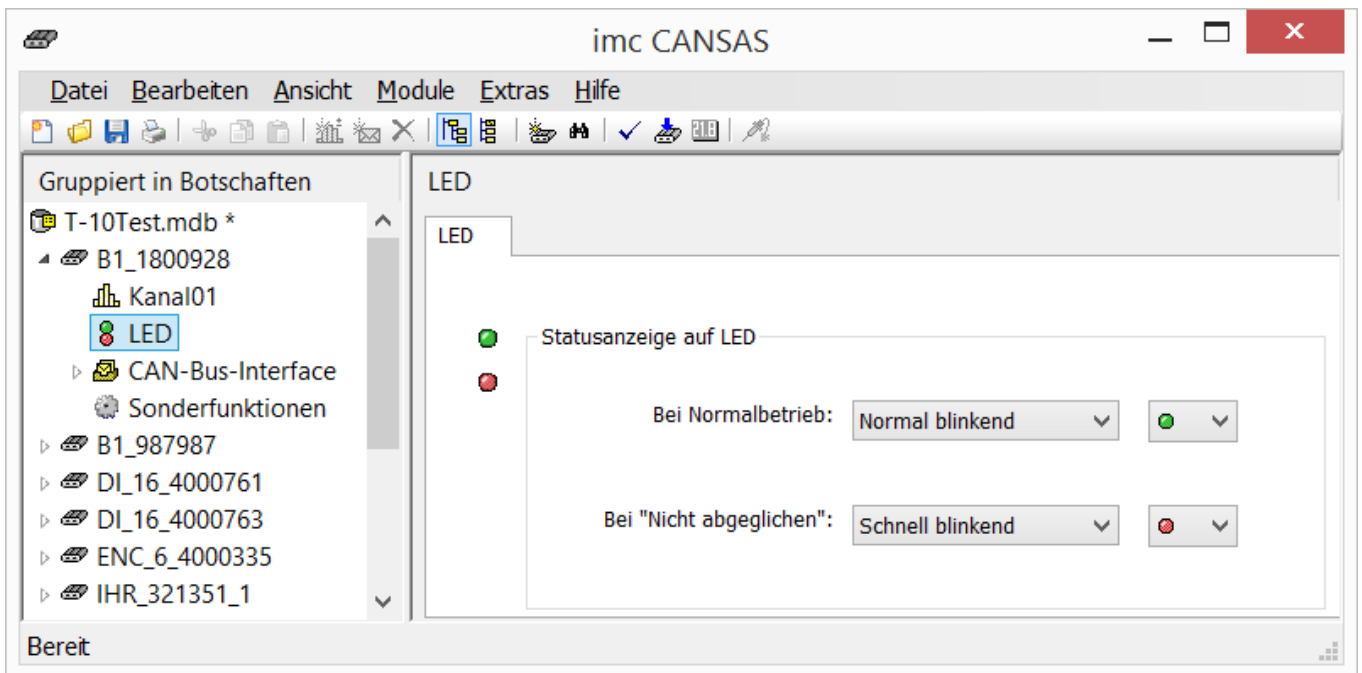 imc CANSAS
Datei Bearbeiten Ansicht Module Extras Hilfe
Gruppiert in Botschaften
T-10Test.mdb *
B1_1800928
Kanal01
LED
CAN-Bus-Interface
Sonderfunktionen
B1_987987
DI_16_4000761
DI_16_4000763
ENC_6_4000335
IHR_321351_1
LED
LED
Statusanzeige auf LED
Bei Normalbetrieb: Normal blinkend
Bei "Nicht abgeglichen": Schnell blinkend
Bereit